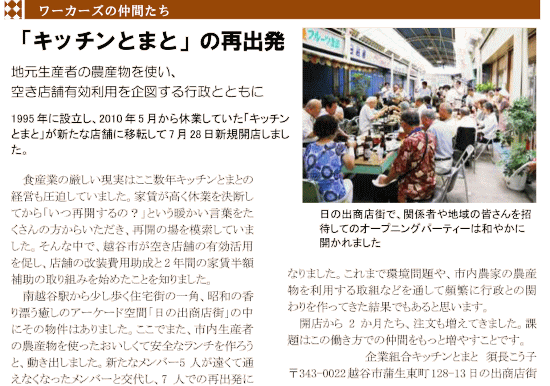 ワーカーズの仲間たち
「キッチンとまと」の再出発
地元生産者の農産物を使い、
空き店舗有効利用を企図する行政とともに
1995年に設立し、2010年5月から休業していた「キッチン
とまと」が新たな店舗に移転して7月28日新規開店しまし
た。
食産業の厳しい現実はここ数年キッチンとまとの
経営も圧迫していました。家賃が高く休業を決断し
てから「いつ再開するの？」という暖かい言葉をた
くさんの方からいただき、再開の場を模索していま
した。そんな中で、越谷市が空き店舗の有効活用
を促し、店舗の改装費用助成と2年間の家賃半額
補助の取り組みを始めたことを知りました。
南越谷駅から少し歩く住宅街の一角、昭和の香
り漂う癒しのアーケード空間「日の出商店街」の中
にその物件はありました。ここでまた、市内生産者
の農産物を使ったおいしくて安全なランチを作ろう
と、動き出しました。新たなメンバー5人が遠くて通
えなくなったメンバーと交代し、7人での再出発に
フルーツ
日の出商店街で、関係者や地域の皆さんを招
待してのオープニングパーティーは和やかに
開かれました
なりました。これまで環境問題や、市内農家の農産
物を利用する取組などを通して頻繁に行政との関
わりを作ってきた結果でもあると思います。
開店から2か月たち、注文も増えてきました。課
題はこの働き方での仲間をもっと増やすことです。
企業組合キッチンとまと 須長こう子
〒343-0022越谷市蒲生東町128-13日の出商店街